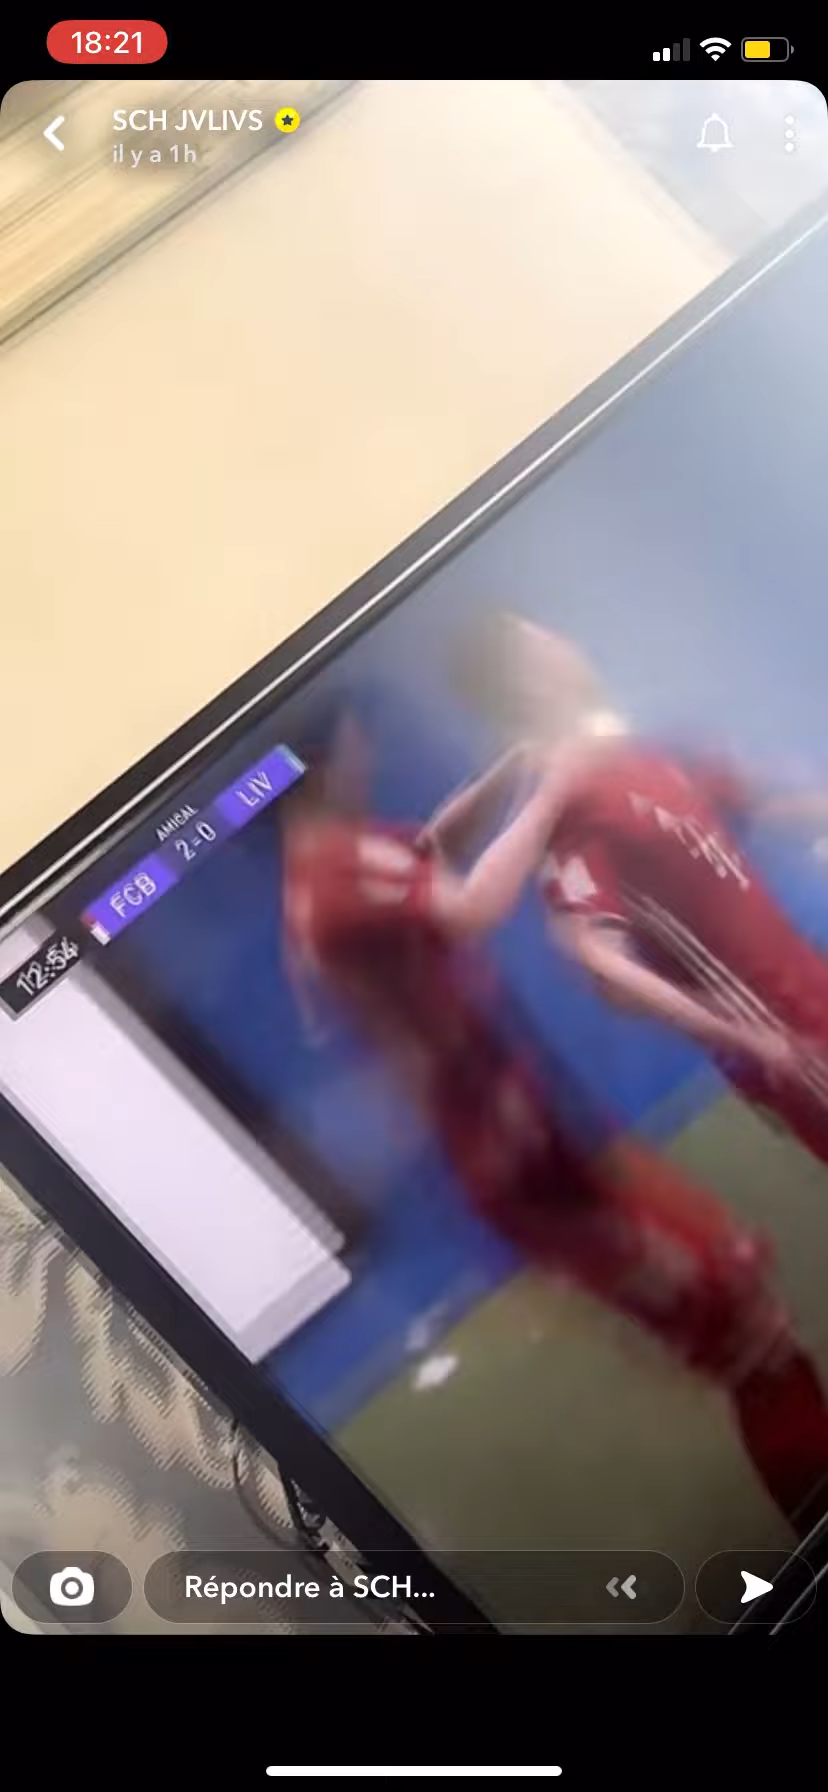 18:21
SCH JVLIVS
il y a 1h
AMICAL
FCB 2-0 LIV
12:54
Répondre à SCH...